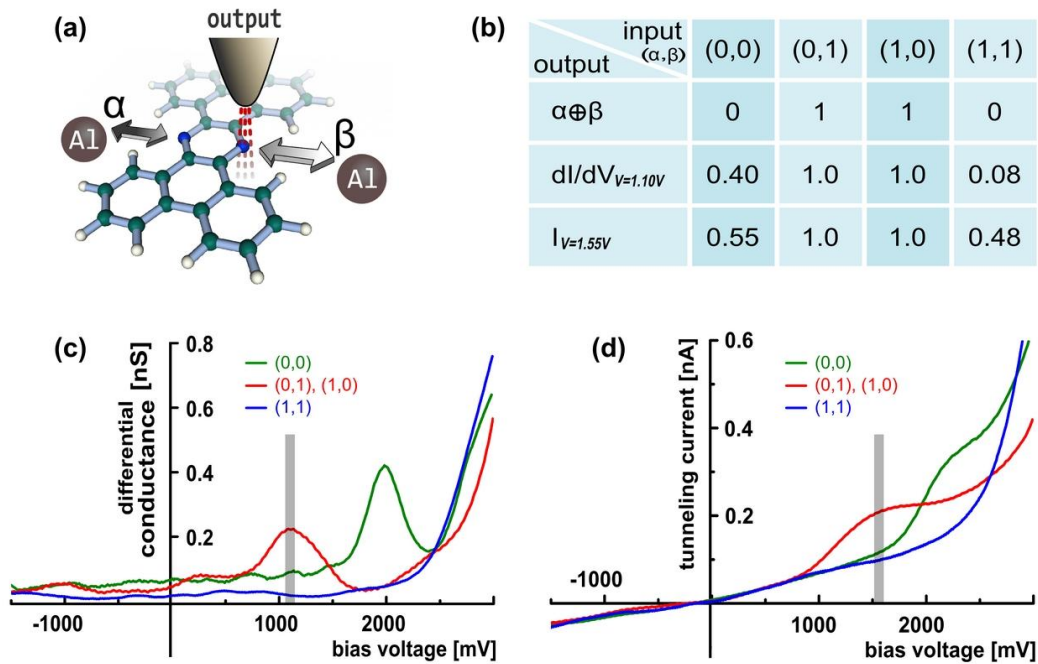 (a)
output
α
β
Al
Al
(b)
input
(α,β)
output
(0,0) (0,1) (1,0) (1,1)
α⊕β 0 1 1 0
dI/dV V=1.10V 0.40 1.0 1.0 0.08
I V=1.55V 0.55 1.0 1.0 0.48
(c)
differential
conductance [nS]
0.8
0.6
0.4
0.2
(0,0)
(0,1), (1,0)
(1,1)
-1000 1000 2000
bias voltage [mV]
(d)
tunneling current [nA]
0.6
0.4
0.2
(0,0)
(0,1), (1,0)
(1,1)
-1000
1000 2000
bias voltage [mV]